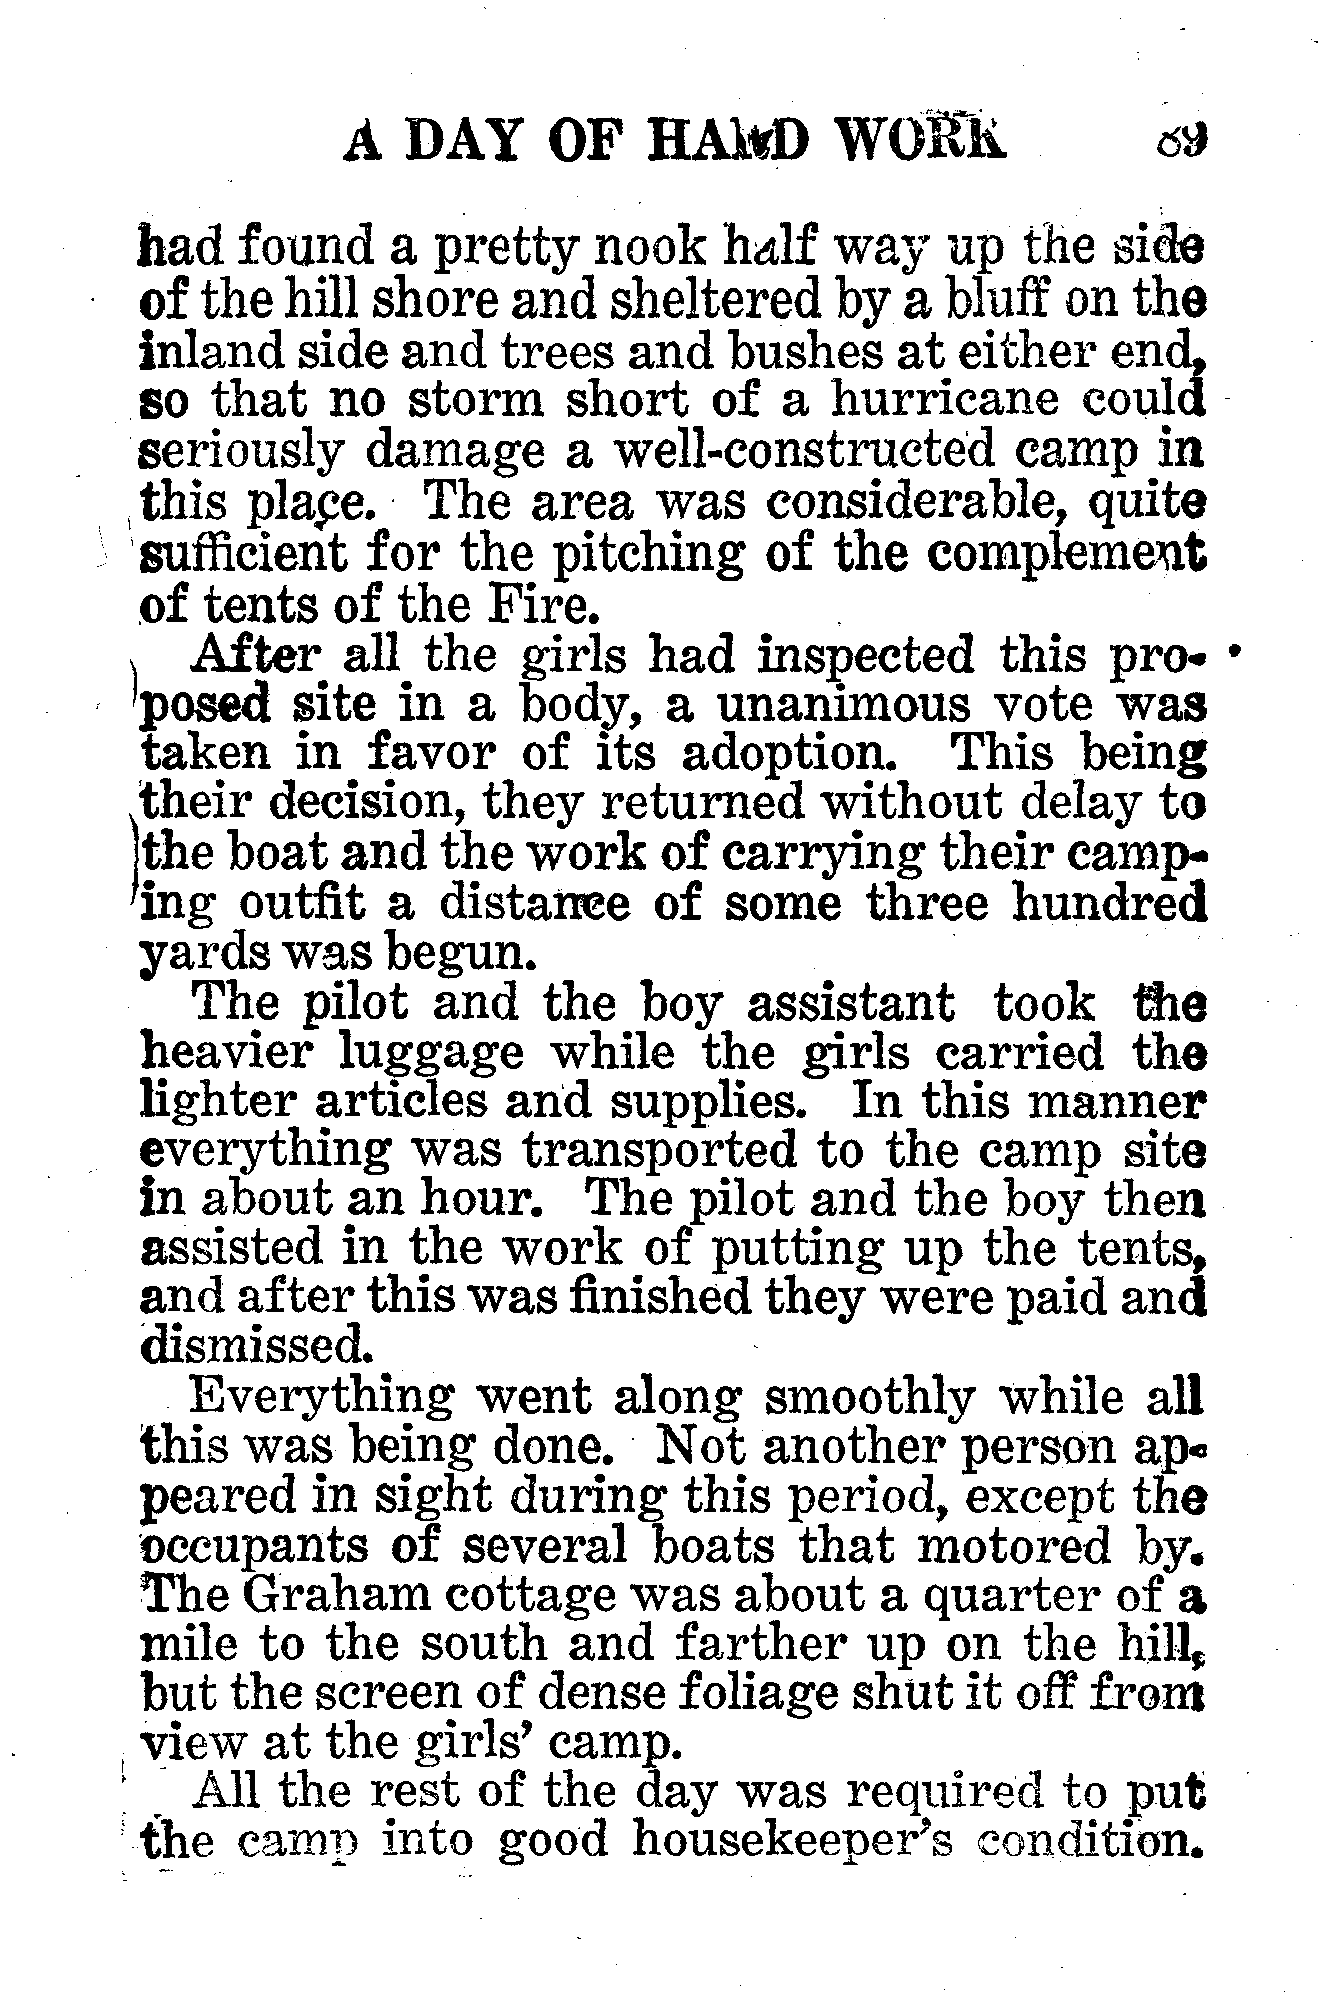 A DAY OF HAND WORK 69
had found a pretty nook half way up the side
of the hill shore and sheltered by a bluff on the
inland side and trees and bushes at either end,
so that no storm short of a hurricane could
seriously damage a well-constructed camp in
this place. The area was considerable, quite
sufficient for the pitching of the complement
of tents of the Fire.
After all the girls had inspected this pro-
posed site in a body, a unanimous vote was
taken in favor of its adoption. This being
their decision, they returned without delay to
the boat and the work of carrying their camp-
ing outfit a distance of some three hundred
yards was begun.
The pilot and the boy assistant took the
heavier luggage while the girls carried the
lighter articles and supplies. In this manner
everything was transported to the camp site
in about an hour. The pilot and the boy then
assisted in the work of putting up the tents,
and after this was finished they were paid and
dismissed.
Everything went along smoothly while all
this was being done. Not another person ap-
peared in sight during this period, except the
occupants of several boats that motored by.
The Graham cottage was about a quarter of a
mile to the south and farther up on the hill,
but the screen of dense foliage shut it off from
view at the girls' camp.
All the rest of the day was required to put
the camp into good housekeeper's condition.